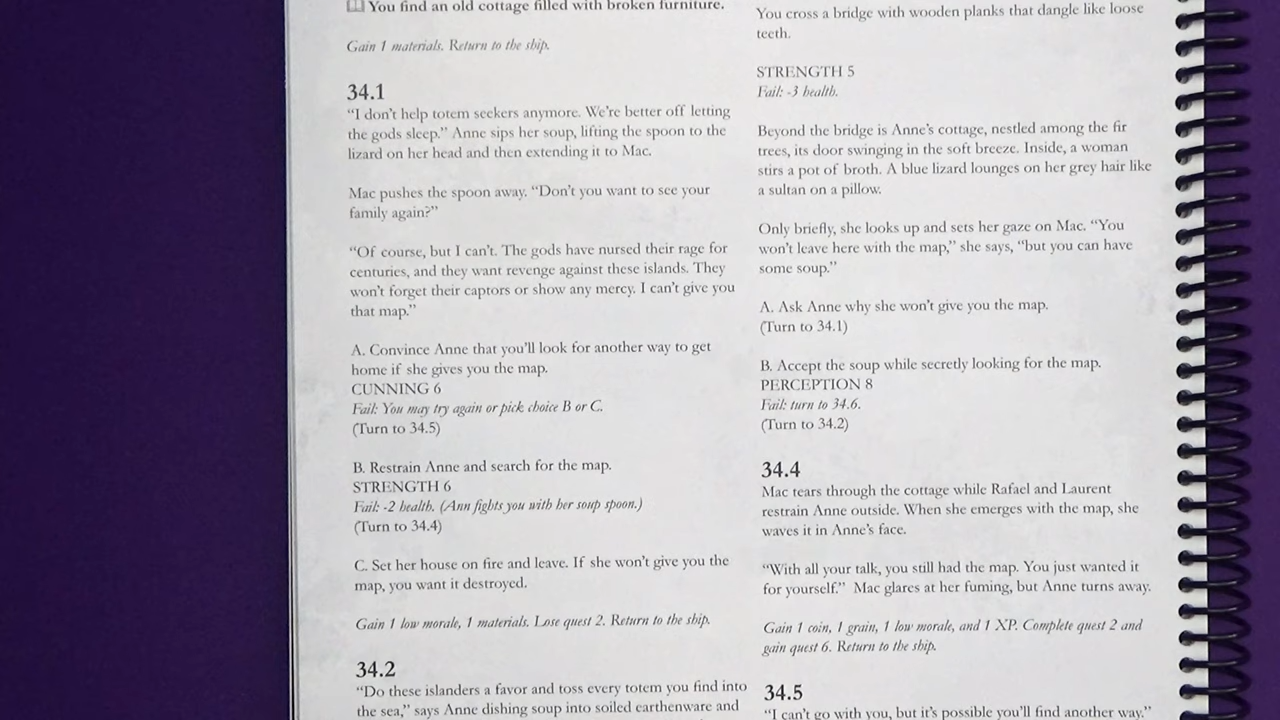 You find an old cottage filled with broken furniture.
Gain 1 materials. Return to the ship.
34.1
“I don’t help totem seekers anymore. We’re better off letting
the gods sleep.” Anne sips her soup, lifting the spoon to the
lizard on her head and then extending it to Mac.
Mac pushes the spoon away. “Don’t you want to see your
family again?”
“Of course, but I can’t. The gods have nursed their rage for
centuries, and they want revenge against these islands. They
won’t forget their captors or show any mercy. I can’t give you
that map.”
A. Convince Anne that you’ll look for another way to get
home if she gives you the map.
CUNNING 6
Fail: You may try again or pick choice B or C.
(Turn to 34.5)
B. Restrain Anne and search for the map.
STRENGTH 6
Fail: -2 health. (Ann fights you with her soup spoon.)
(Turn to 34.4)
C. Set her house on fire and leave. If she won’t give you the
map, you want it destroyed.
Gain 1 low morale, 1 materials. Lose quest 2. Return to the ship.
34.2
“Do these islanders a favor and toss every totem you find into
the sea,” says Anne dishing soup into soiled earthenware and
You cross a bridge with wooden planks that dangle like loose
teeth.
STRENGTH 5
Fail: -3 health.
Beyond the bridge is Anne’s cottage, nestled among the fir
trees, its door swinging in the soft breeze. Inside, a woman
stirs a pot of broth. A blue lizard lounges on her grey hair like
a sultan on a pillow.
Only briefly, she looks up and sets her gaze on Mac. “You
won’t leave here with the map,” she says, “but you can have
some soup.”
A. Ask Anne why she won’t give you the map.
(Turn to 34.1)
B. Accept the soup while secretly looking for the map.
PERCEPTION 8
Fail: turn to 34.6.
(Turn to 34.2)
34.4
Mac tears through the cottage while Rafael and Laurent
restrain Anne outside. When she emerges with the map, she
waves it in Anne’s face.
“With all your talk, you still had the map. You just wanted it
for yourself.” Mac glares at her fuming, but Anne turns away.
Gain 1 coin, 1 grain, 1 low morale, and 1 XP. Complete quest 2 and
gain quest 6. Return to the ship.
34.5
“I can’t go with you, but it’s possible you’ll find another way.”